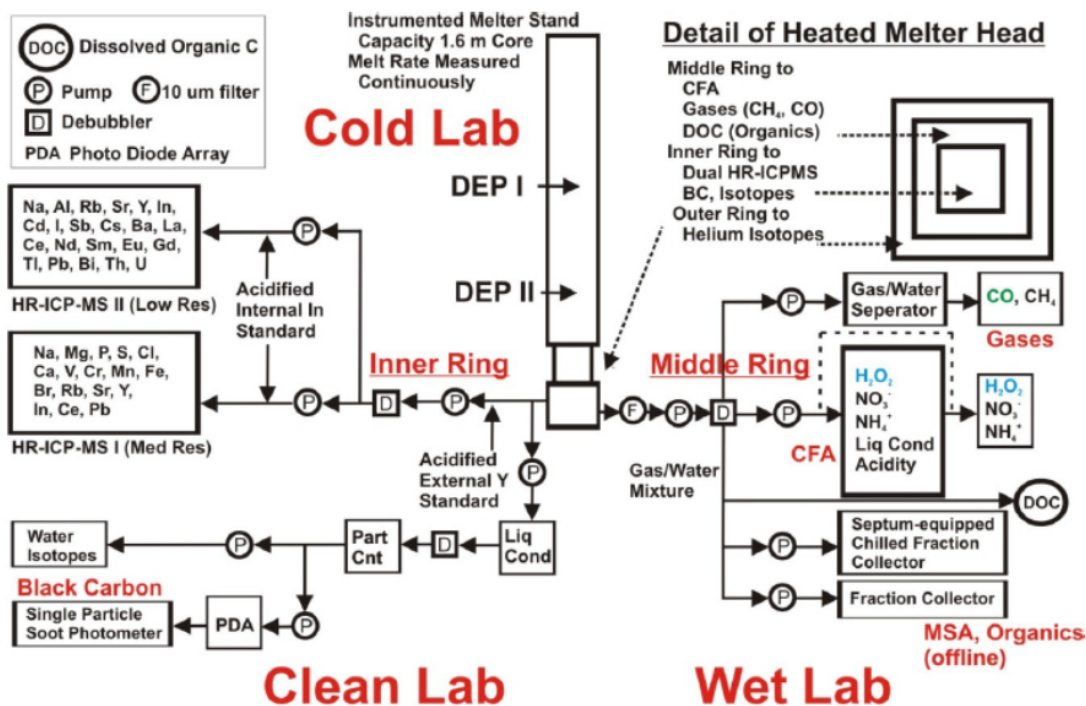 DOC Dissolved Organic C
P Pump F 10 um filter
D Debubbler
PDA Photo Diode Array
Instrumented Melter Stand
Capacity 1.6 m Core
Melt Rate Measured
Continuously
Cold Lab
DEP I
DEP II
Detail of Heated Melter Head
Middle Ring to
CFA
Gases (CH₄, CO)
DOC (Organics)
Inner Ring to
Dual HR-ICPMS
BC, Isotopes
Outer Ring to
Helium Isotopes
Na, Al, Rb, Sr, Y, In,
Cd, I, Sb, Cs, Ba, La,
Ce, Nd, Sm, Eu, Gd,
Tl, Pb, Bi, Th, U
HR-ICP-MS II (Low Res)
P
Acidified
Internal In
Standard
Na, Mg, P, S, Cl,
Ca, V, Cr, Mn, Fe,
Br, Rb, Sr, Y,
In, Ce, Pb
HR-ICP-MS I (Med Res)
P
D
P
Inner Ring
Acidified
External Y
Standard
P
Liq
Cond
D
Part
Cnt
P
Water
Isotopes
Black Carbon
Single Particle
Soot Photometer
PDA
P
Clean Lab
Middle Ring
F
P
D
Gas/Water
Mixture
P
Gas/Water
Seperator
CO, CH₄
Gases
P
CFA
H₂O₂
NO₃⁻
NH₄⁺
Liq Cond
Acidity
H₂O₂
NO₃⁻
NH₄⁺
DOC
P
Septum-equipped
Chilled Fraction
Collector
P
Fraction Collector
MSA, Organics
(offline)
Wet Lab